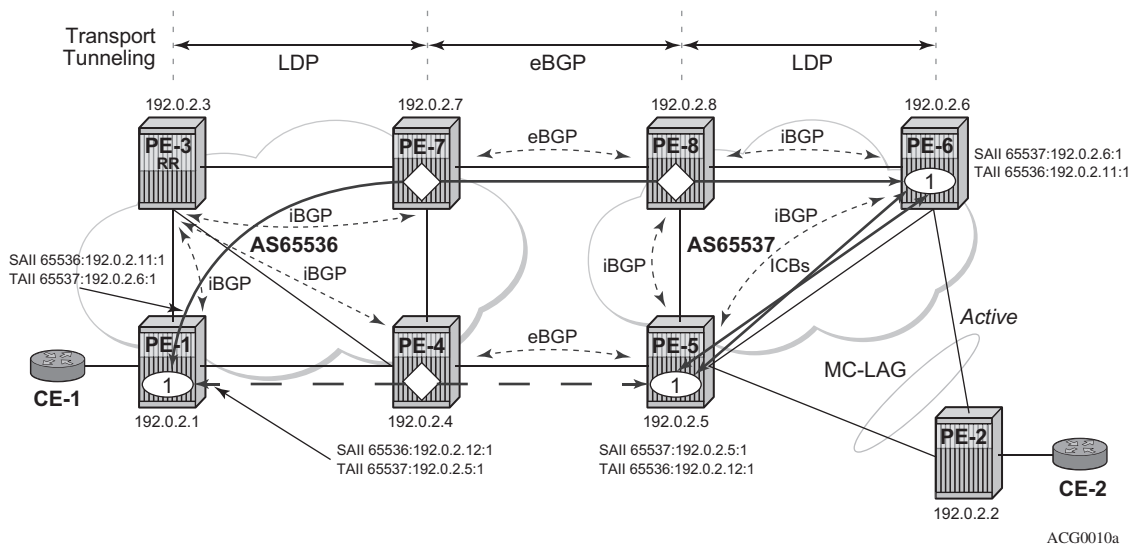 Transport
Tunneling
LDP
eBGP
LDP
192.0.2.3
192.0.2.7
192.0.2.8
192.0.2.6
PE-3
RR
PE-7
eBGP
PE-8
iBGP
PE-6
1
SAII 65537:192.0.2.6:1
TAII 65536:192.0.2.11:1
iBGP
AS65536
iBGP
iBGP
iBGP
AS65537
iBGP
ICBs
SAII 65536:192.0.2.11:1
TAII 65537:192.0.2.6:1
PE-1
1
PE-4
eBGP
PE-5
1
Active
MC-LAG
CE-1
192.0.2.1
192.0.2.4
192.0.2.5
PE-2
CE-2
SAII 65536:192.0.2.12:1
TAII 65537:192.0.2.5:1
SAII 65537:192.0.2.5:1
TAII 65536:192.0.2.12:1
192.0.2.2
ACG0010a